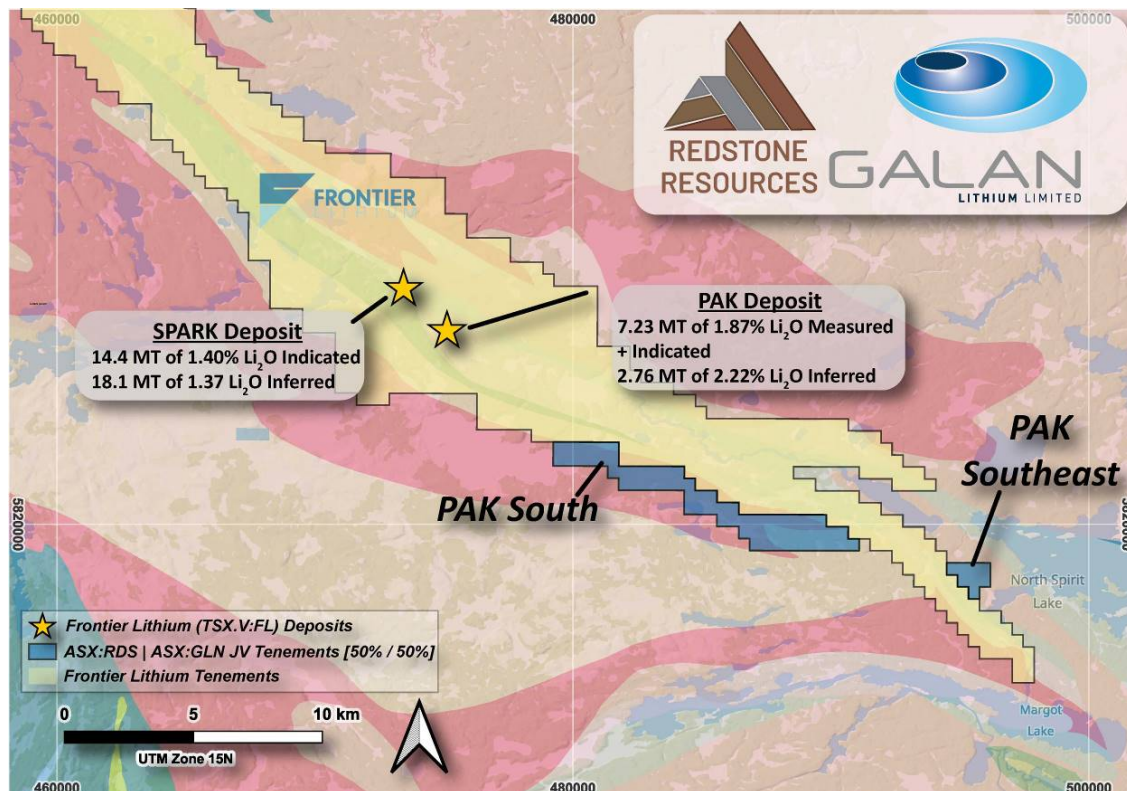 460000
480000
500000
REDSTONE
RESOURCES
GALAN
LITHIUM LIMITED
FRONTIER
LITHIUM
SPARK Deposit
14.4 MT of 1.40% Li₂O Indicated
18.1 MT of 1.37 Li₂O Inferred
PAK Deposit
7.23 MT of 1.87% Li₂O Measured
+ Indicated
2.76 MT of 2.22% Li₂O Inferred
PAK
Southeast
PAK South
5820000
5820000
North Spirit
Lake
Frontier Lithium (TSX.V:FL) Deposits
ASX:RDS | ASX:GLN JV Tenements [50% / 50%]
Frontier Lithium Tenements
0 5 10 km
UTM Zone 15N
Margot
Lake
460000
480000
500000